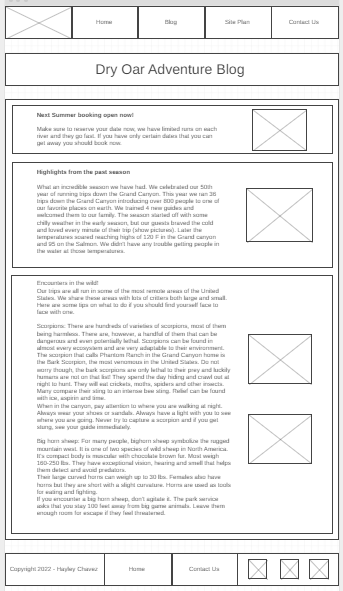 Home
Blog
Site Plan
Contact Us
Dry Oar Adventure Blog
Next Summer booking open now!
Make sure to reserve your date now, we have limited runs on each
river and they go fast. If you have only certain dates that you can
get away you should book now.
Highlights from the past season
What an incredible season we have had. We celebrated our 50th
year of running trips down the Grand Canyon. This year we ran 36
trips down the Grand Canyon introducing over 800 people to one of
our favorite places on earth. We trained 4 new guides and
welcomed them to our family. The season started off with some
chilly weather in the early season, but our guests braved the cold
and loved every minute of their trip (show pictures). Later the
temperatures soared reaching highs of 120 F in the Grand canyon
and 95 on the Salmon. We didn't have any trouble getting people in
the water at those temperatures.
Encounters in the wild!
Our trips are all run in some of the most remote areas of the United
States. We share these areas with lots of critters both large and small.
Here are some tips on what to do if you should find yourself face to
face with one.
Scorpions: There are hundreds of varieties of scorpions, most of them
being harmless. There are, however, a handful of them that can be
dangerous and even potentially lethal. Scorpions can be found in
almost every ecosystem and are very adaptable to their environment.
The scorpion that calls Phantom Ranch in the Grand Canyon home is
the Bark Scorpion, the most venomous in the United States. Do not
worry though, the bark scorpions are only lethal to their prey and luckily
humans are not on that list! They spend the day hiding and crawl out at
night to hunt. They will eat crickets, moths, spiders and other insects.
Many compare their sting to an intense bee sting. Relief can be found
with ice, aspirin and time.
When in the canyon, pay attention to where you are walking at night.
Always wear your shoes or sandals. Always have a light with you to see
where you are going. Never try to capture a scorpion and if you get
stung, see your guide immediately.
Big horn sheep: For many people, bighorn sheep symbolize the rugged
mountain west. It is one of two species of wild sheep in North America.
It's compact body is muscular with chocolate brown fur. Most weigh
160-250 lbs. They have exceptional vision, hearing and smell that helps
them detect and avoid predators.
Their large curved horns can weigh up to 30 lbs. Females also have
horns but they are short with a slight curvature. Horns are used as tools
for eating and fighting.
If you encounter a big horn sheep, don't agitate it. The park service
asks that you stay 100 feet away from big game animals. Leave them
enough room for escape if they feel threatened.
Copyright 2022 - Hayley Chavez
Home
Contact Us